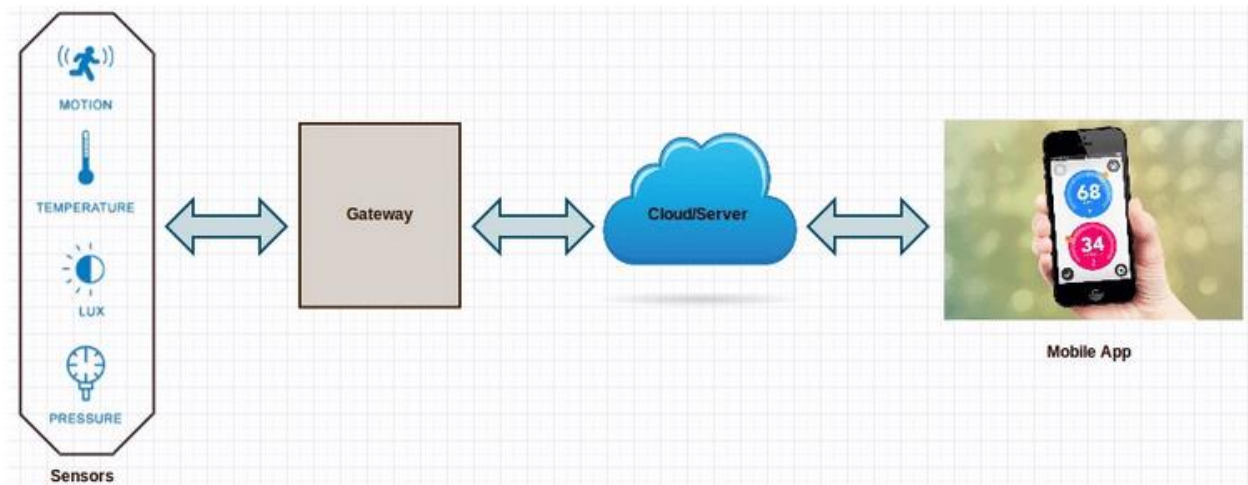 MOTION
TEMPERATURE
LUX
PRESSURE
Sensors
Gateway
Cloud/Server
68
34
Mobile App